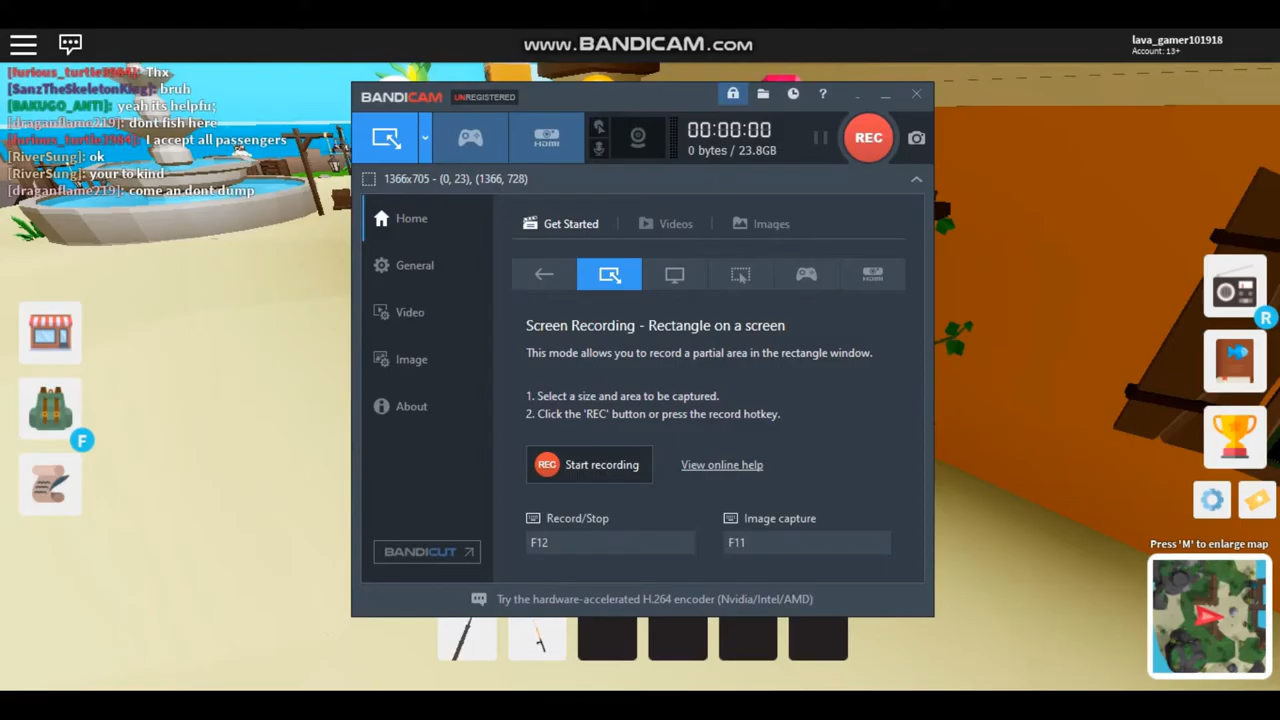 www.BANDICAM.com
lava_gamer101918
Account: 13+
[furious_turtle3984]: Thx
[SanzTheSkeletonKing]: bruh
[BAKUGO_ANTI]: yeah its helpfu;
[draganflame219]: dont fish here
[furious_turtle3984]: I accept all passengers
[RiverSung]: ok
[RiverSung]: your to kind
[draganflame219]: come an dont dump
BANDICAM UNREGISTERED
?
HDMI
00:00:00
0 bytes / 23.8GB
REC
1366x705 - (0, 23), (1366, 728)
Home
General
Video
Image
About
BANDICUT
Get Started
Videos
Images
HDMI
Screen Recording - Rectangle on a screen
This mode allows you to record a partial area in the rectangle window.
1. Select a size and area to be captured.
2. Click the 'REC' button or press the record hotkey.
REC Start recording
View online help
Record/Stop
F12
Image capture
F11
Try the hardware-accelerated H.264 encoder (Nvidia/Intel/AMD)
F
R
Press 'M' to enlarge map